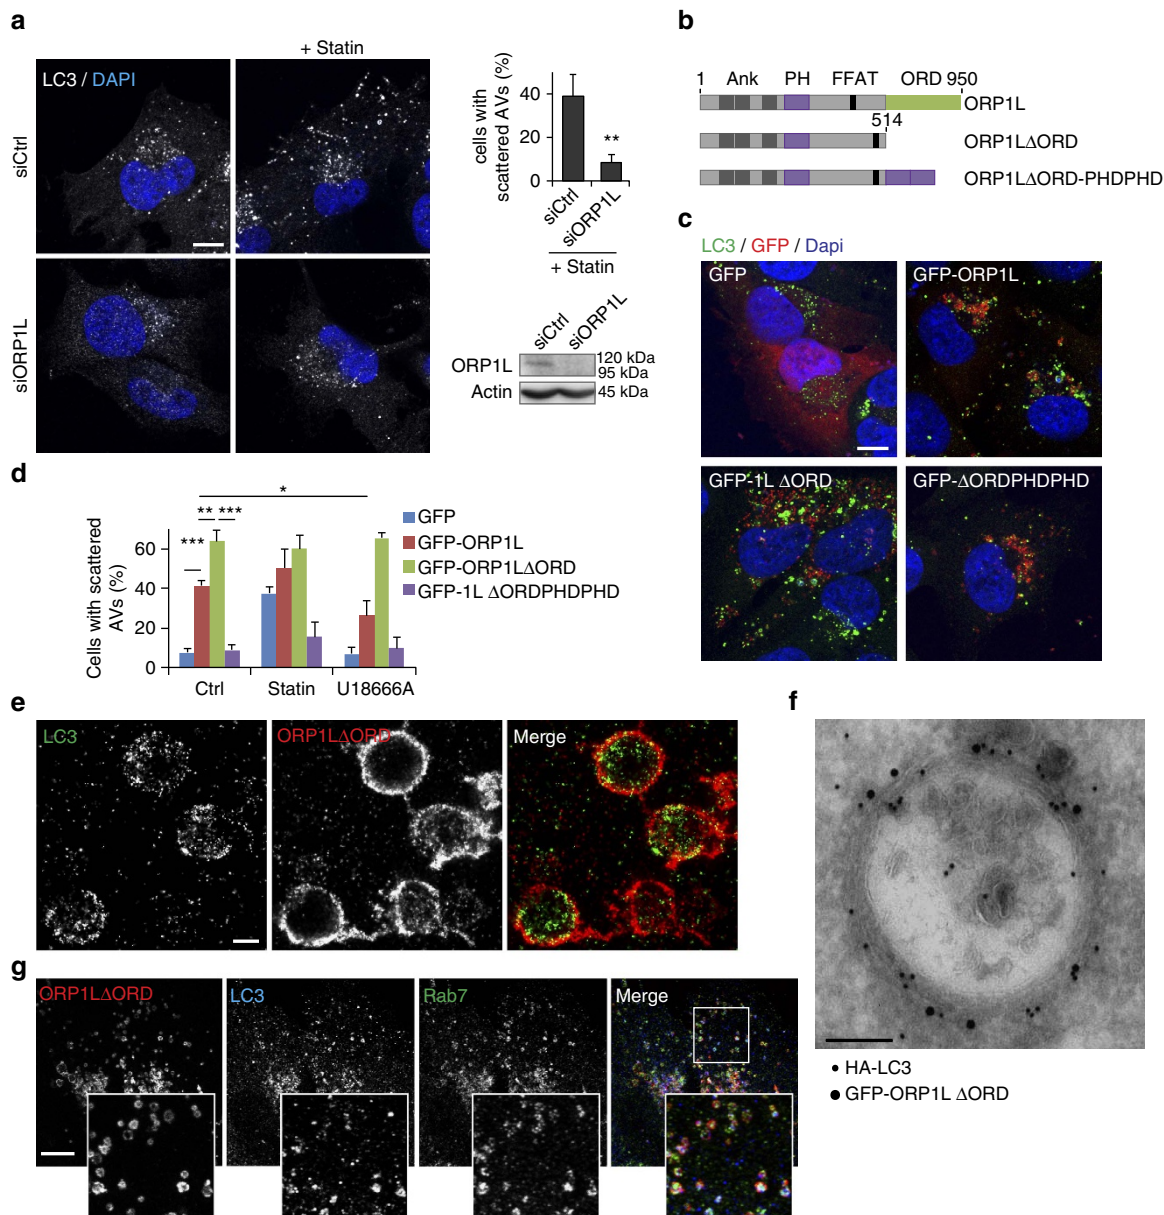 a
+ Statin
LC3 / DAPI
siCtrl
siORP1L
cells with
scattered AVs (%)
40
20
0
**
siCtrl
siORP1L
+ Statin
siCtrl
siORP1L
ORP1L
120 kDa
95 kDa
Actin
45 kDa
b
1 Ank PH FFAT ORD 950
ORP1L
514
ORP1LΔORD
ORP1LΔORD-PHDPHD
c
LC3 / GFP / Dapi
GFP
GFP-ORP1L
GFP-1L ΔORD
GFP-ΔORDPHDPHD
d
Cells with scattered
AVs (%)
60
40
20
0
*
** ***
***
GFP
GFP-ORP1L
GFP-ORP1LΔORD
GFP-1L ΔORDPHDPHD
Ctrl Statin U18666A
e
LC3
ORP1LΔORD
Merge
f
HA-LC3
GFP-ORP1L ΔORD
g
ORP1LΔORD
LC3
Rab7
Merge